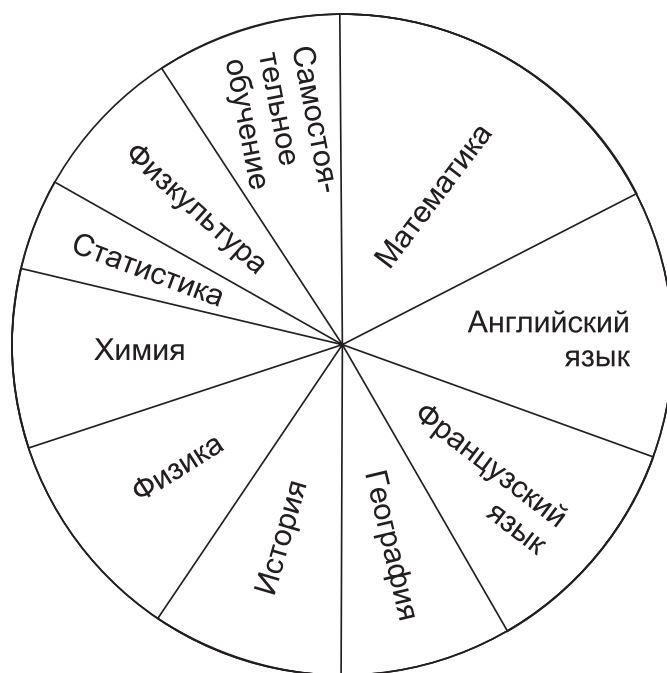 Самостоя-
тельное
обучение
Математика
Английский
язык
Французский
язык
География
История
Физика
Химия
Статистика
Физкультура